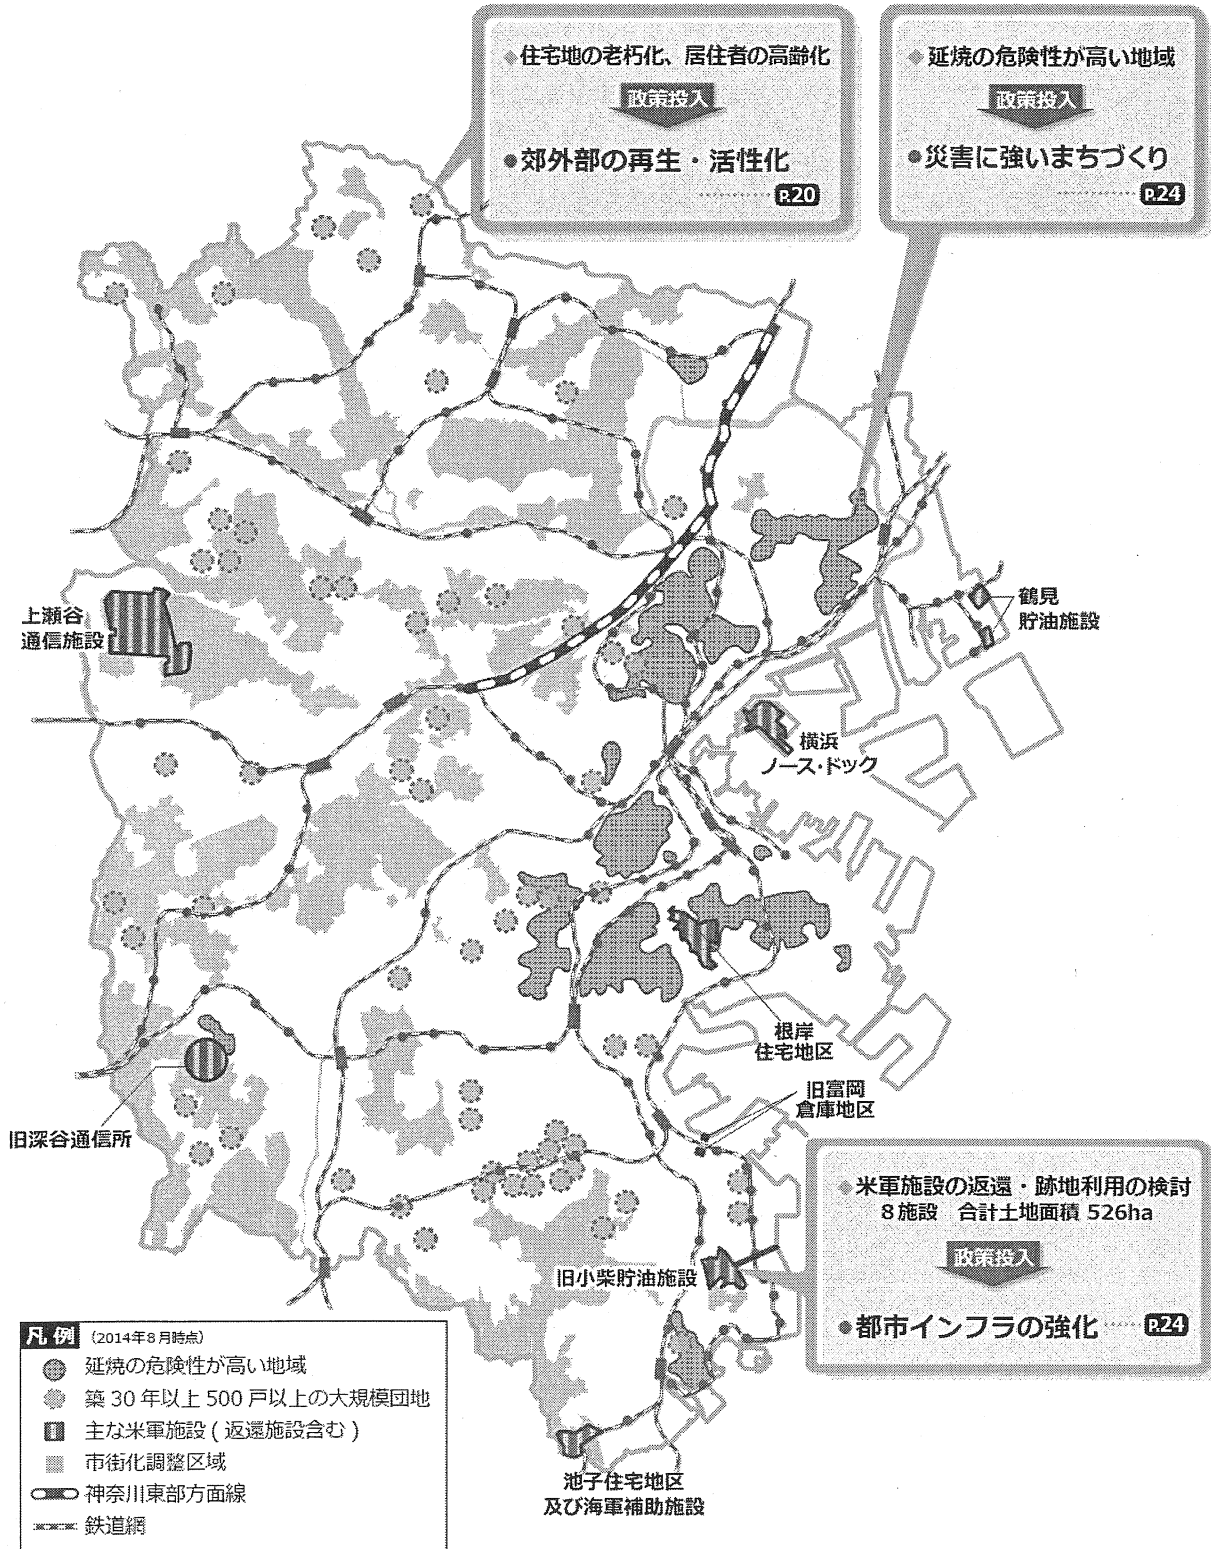 住宅地の老朽化、居住者の高齢化
政策投入
●郊外部の再生・活性化
P.20
延焼の危険性が高い地域
政策投入
●災害に強いまちづくり
P.24
上瀬谷
通信施設
鶴見
貯油施設
横浜
ノース・ドック
根岸
住宅地区
旧富岡
倉庫地区
旧深谷通信所
米軍施設の返還・跡地利用の検討
8施設 合計土地面積 526ha
政策投入
●都市インフラの強化
P.24
旧小柴貯油施設
池子住宅地区
及び海軍補助施設
凡例 (2014年8月時点)
延焼の危険性が高い地域
築30年以上500戸以上の大規模団地
主な米軍施設(返還施設含む)
市街化調整区域
神奈川東部方面線
鉄道網